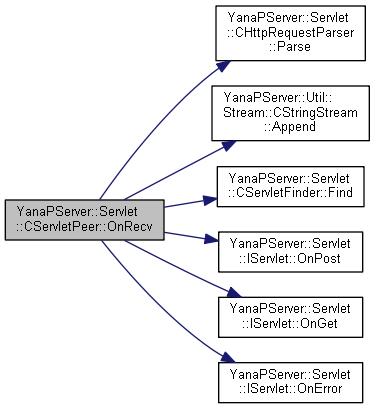 YanaPServer::Servlet
::CHttpRequestParser
::Parse
YanaPServer::Util::
Stream::CStringStream
::Append
YanaPServer::Servlet
::CServletFinder::Find
YanaPServer::Servlet
::CServletPeer::OnRecv
YanaPServer::Servlet
::IServlet::OnPost
YanaPServer::Servlet
::IServlet::OnGet
YanaPServer::Servlet
::IServlet::OnError